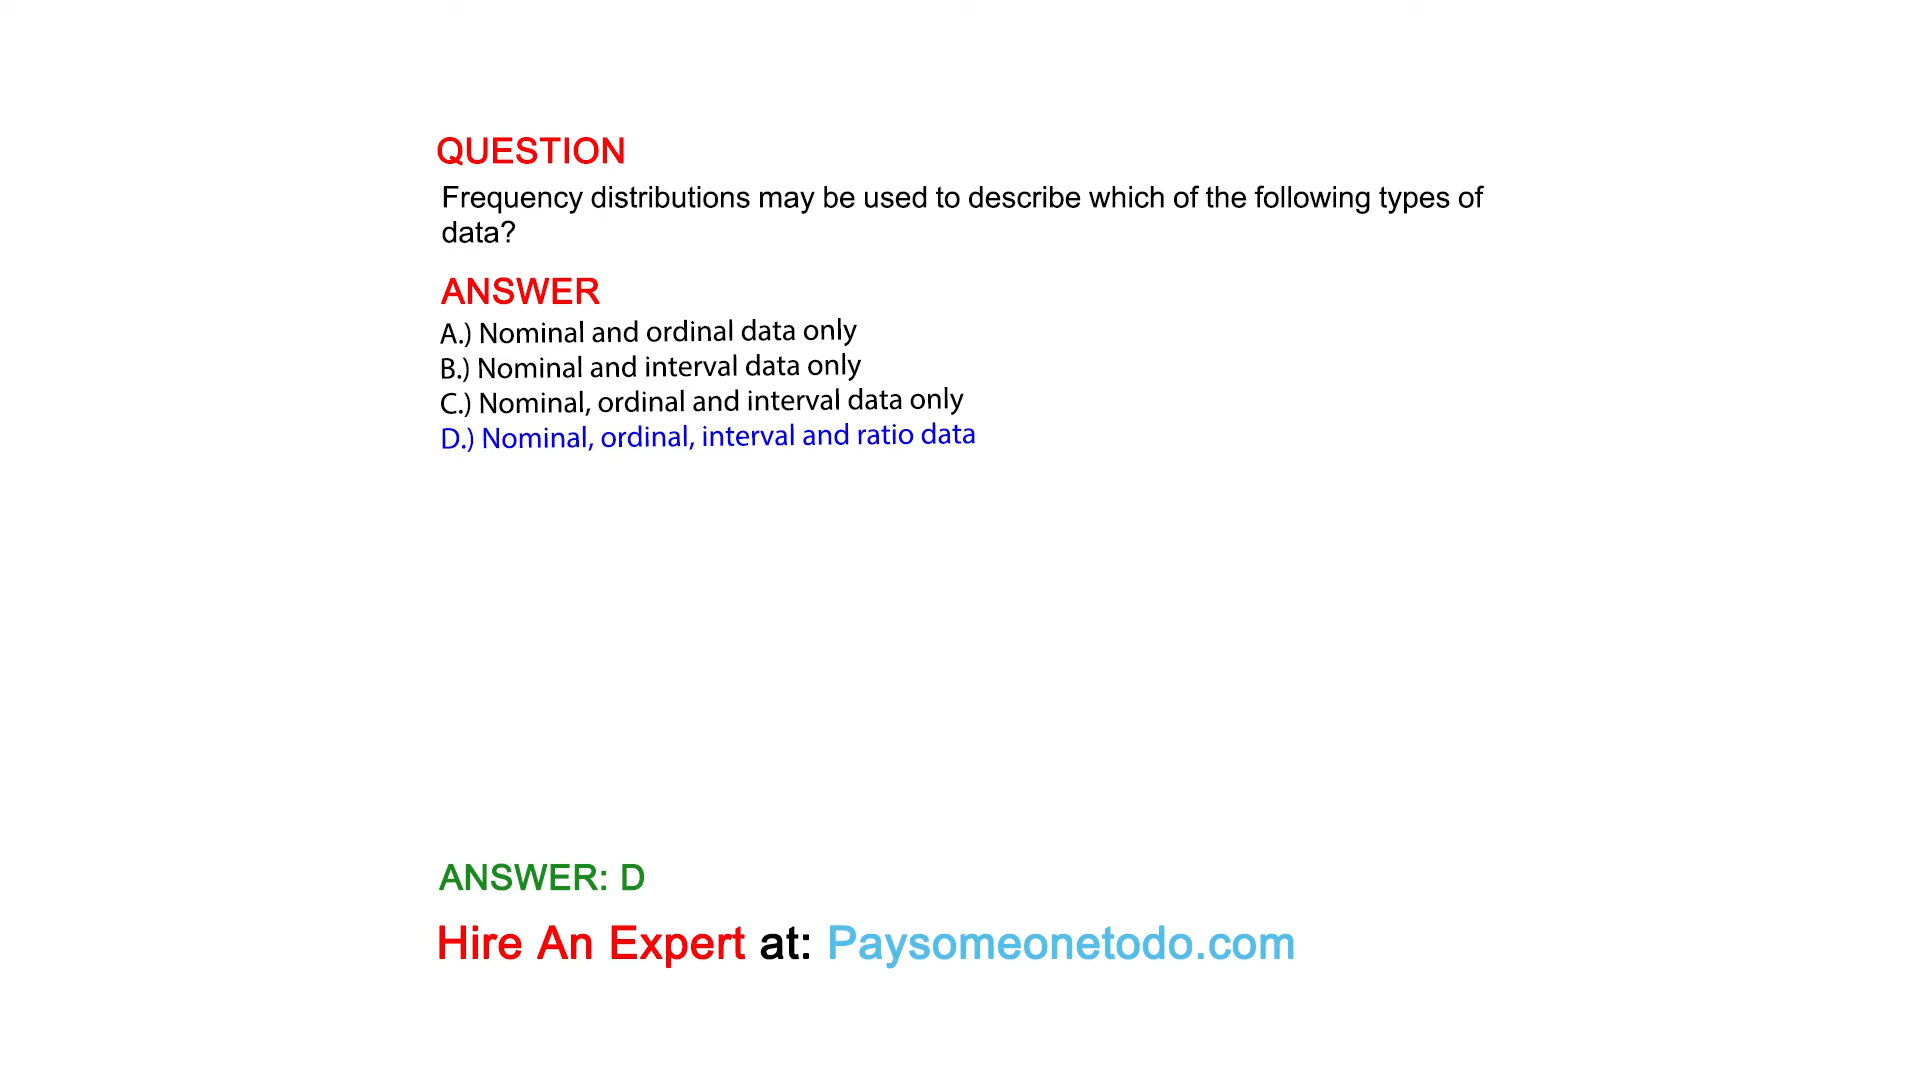 QUESTION
Frequency distributions may be used to describe which of the following types of
data?
ANSWER
A.) Nominal and ordinal data only
B.) Nominal and interval data only
C.) Nominal, ordinal and interval data only
D.) Nominal, ordinal, interval and ratio data
ANSWER: D
Hire An Expert at: Paysomeonetodo.com